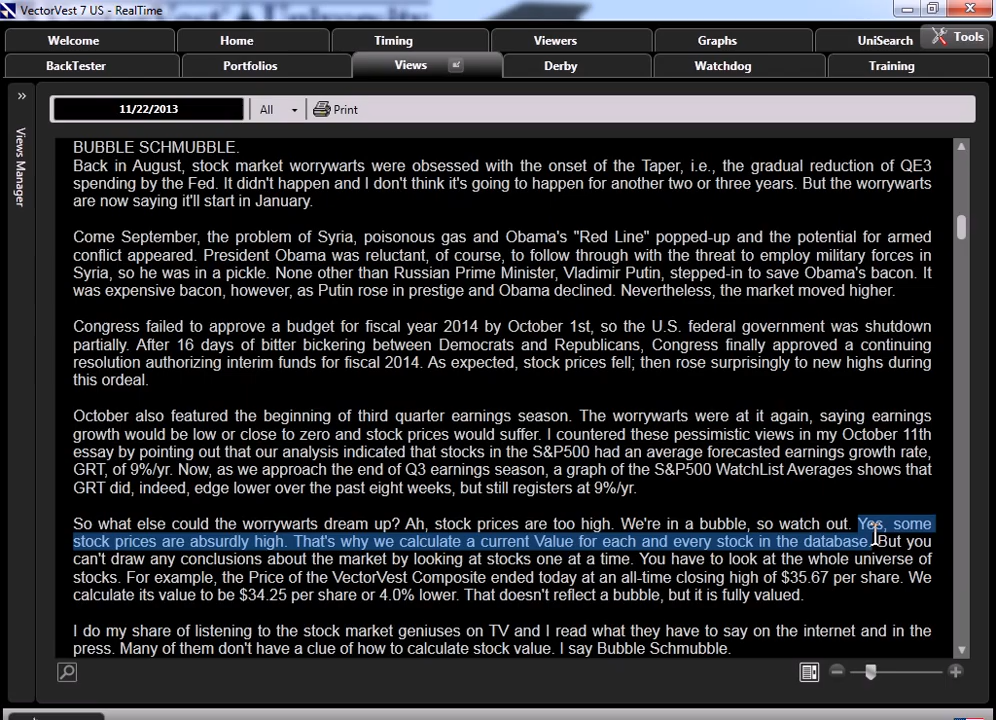 VectorVest 7 US - RealTime
Welcome Home Timing Viewers Graphs UniSearch Tools
BackTester Portfolios Views Derby Watchdog Training
»
Views Manager
11/22/2013 All Print
BUBBLE SCHMUBBLE.
Back in August, stock market worrywarts were obsessed with the onset of the Taper, i.e., the gradual reduction of QE3
spending by the Fed. It didn't happen and I don't think it's going to happen for another two or three years. But the worrywarts
are now saying it'll start in January.
Come September, the problem of Syria, poisonous gas and Obama's "Red Line" popped-up and the potential for armed
conflict appeared. President Obama was reluctant, of course, to follow through with the threat to employ military forces in
Syria, so he was in a pickle. None other than Russian Prime Minister, Vladimir Putin, stepped-in to save Obama's bacon. It
was expensive bacon, however, as Putin rose in prestige and Obama declined. Nevertheless, the market moved higher.
Congress failed to approve a budget for fiscal year 2014 by October 1st, so the U.S. federal government was shutdown
partially. After 16 days of bitter bickering between Democrats and Republicans, Congress finally approved a continuing
resolution authorizing interim funds for fiscal 2014. As expected, stock prices fell; then rose surprisingly to new highs during
this ordeal.
October also featured the beginning of third quarter earnings season. The worrywarts were at it again, saying earnings
growth would be low or close to zero and stock prices would suffer. I countered these pessimistic views in my October 11th
essay by pointing out that our analysis indicated that stocks in the S&P500 had an average forecasted earnings growth rate,
GRT, of 9%/yr. Now, as we approach the end of Q3 earnings season, a graph of the S&P500 WatchList Averages shows that
GRT did, indeed, edge lower over the past eight weeks, but still registers at 9%/yr.
So what else could the worrywarts dream up? Ah, stock prices are too high. We're in a bubble, so watch out. Yes, some
stock prices are absurdly high. That's why we calculate a current Value for each and every stock in the database. But you
can't draw any conclusions about the market by looking at stocks one at a time. You have to look at the whole universe of
stocks. For example, the Price of the VectorVest Composite ended today at an all-time closing high of $35.67 per share. We
calculate its value to be $34.25 per share or 4.0% lower. That doesn't reflect a bubble, but it is fully valued.
I do my share of listening to the stock market geniuses on TV and I read what they have to say on the internet and in the
press. Many of them don't have a clue of how to calculate stock value. I say Bubble Schmubble.